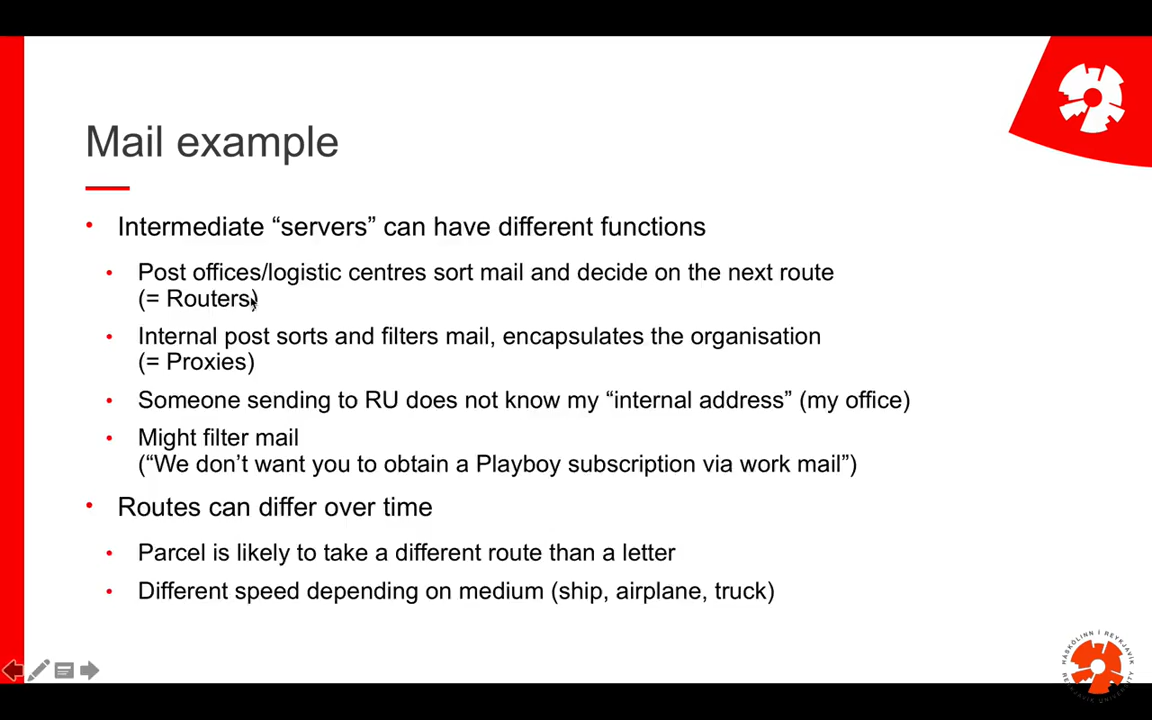 Mail example
• Intermediate “servers” can have different functions
• Post offices/logistic centres sort mail and decide on the next route
(= Routers)
• Internal post sorts and filters mail, encapsulates the organisation
(= Proxies)
• Someone sending to RU does not know my “internal address” (my office)
• Might filter mail
(“We don’t want you to obtain a Playboy subscription via work mail”)
• Routes can differ over time
• Parcel is likely to take a different route than a letter
• Different speed depending on medium (ship, airplane, truck)
HÁSKÓLINN Í REYKJAVÍK
REYKJAVIK UNIVERSITY